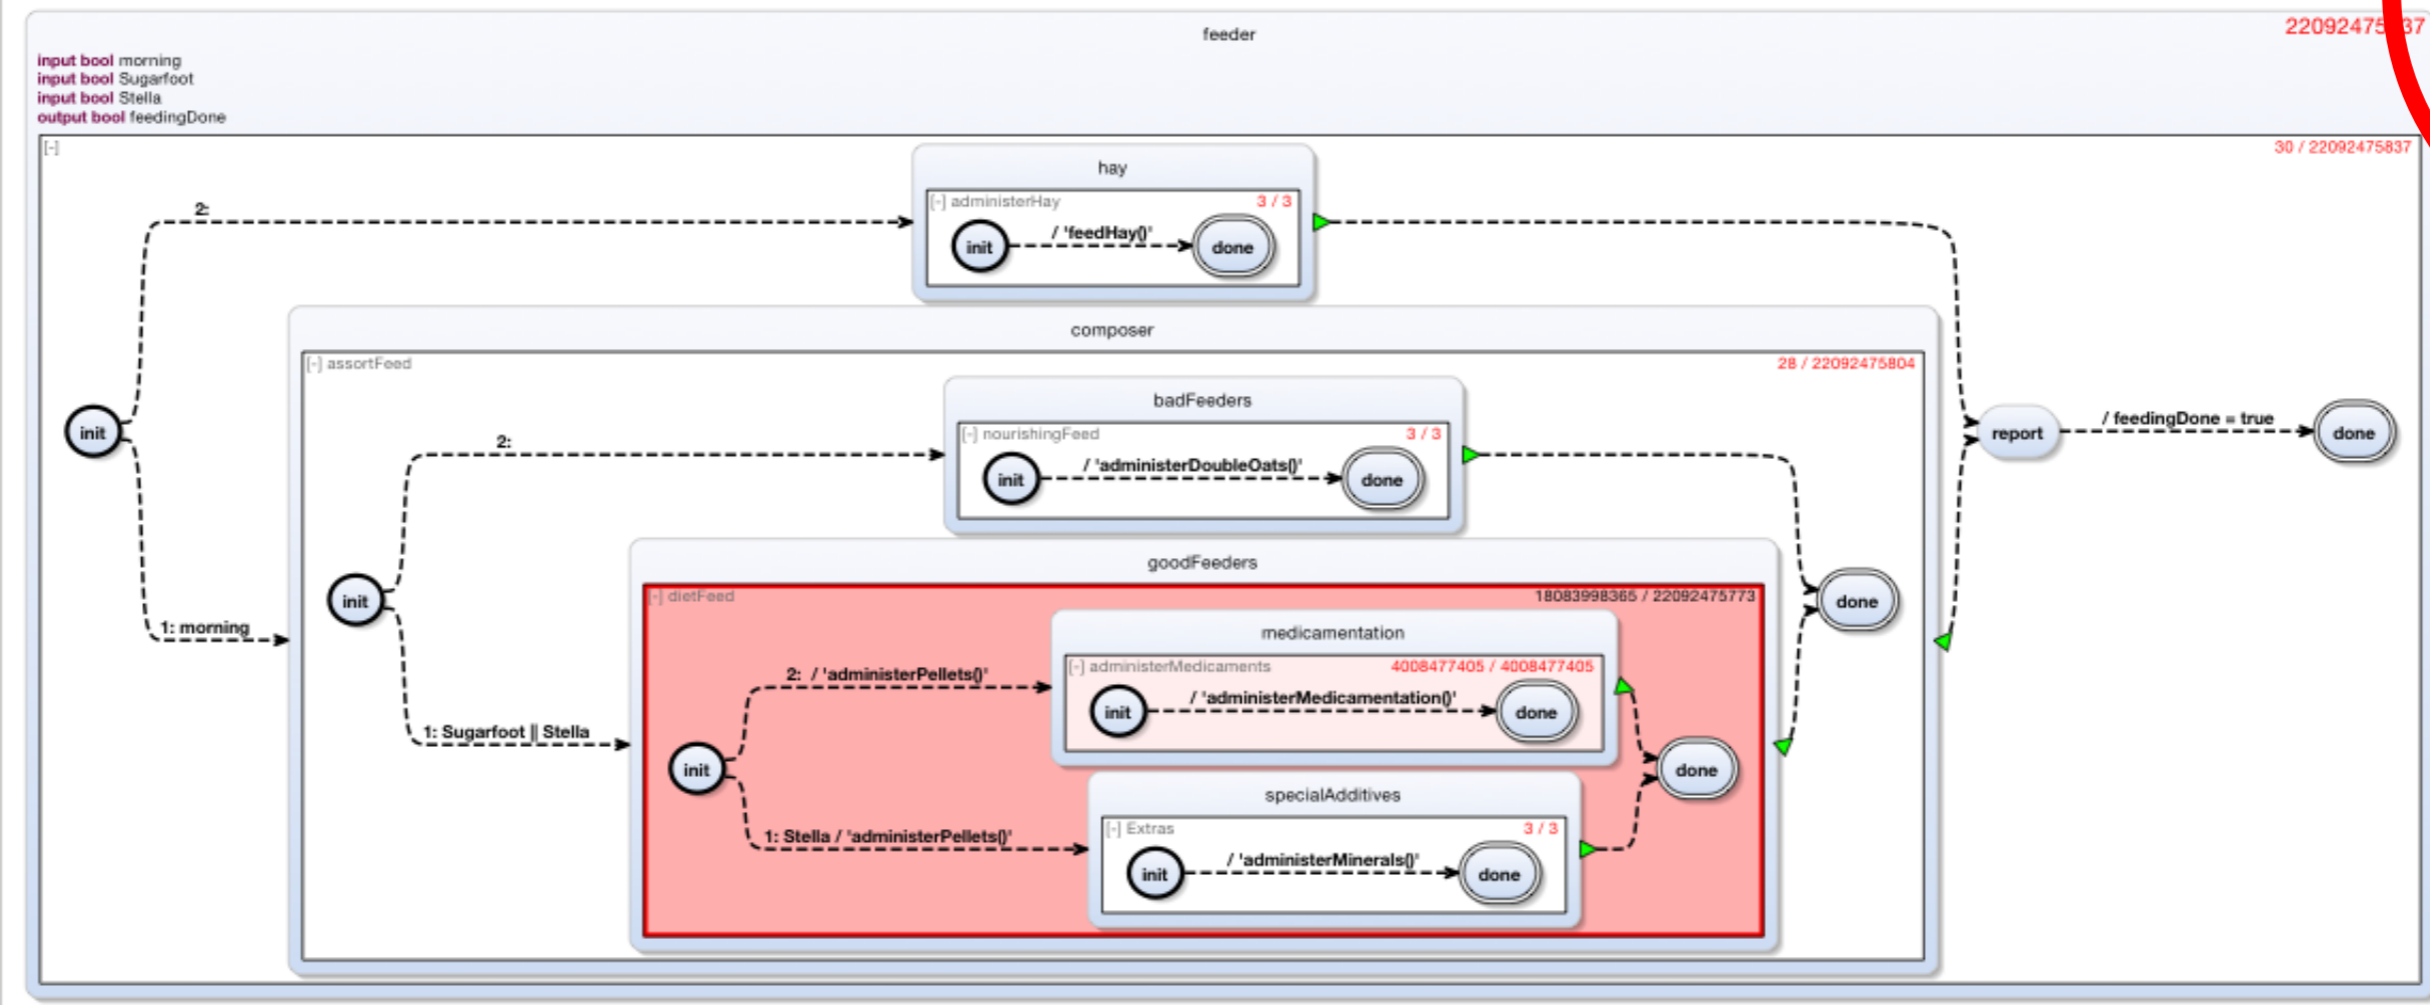 feeder
22092475837
input bool morning
input bool Sugarfoot
input bool Stella
output bool feedingDone
[-]
30 / 22092475837
hay
[-] administerHay
3 / 3
2:
init
/ 'feedHay()'
done
composer
[-] assortFeed
28 / 22092475804
badFeeders
[-] nourishingFeed
3 / 3
2:
init
/ 'administerDoubleOats()'
done
init
report
/ feedingDone = true
done
goodFeeders
[-] dietFeed
18083998365 / 22092475773
init
done
1: morning
medicamentation
[-] administerMedicaments
4008477405 / 4008477405
2: / 'administerPellets()'
init
/ 'administerMedicamentation()'
done
1: Sugarfoot || Stella
init
done
specialAdditives
[-] Extras
3 / 3
1: Stella / 'administerPellets()'
init
/ 'administerMinerals()'
done